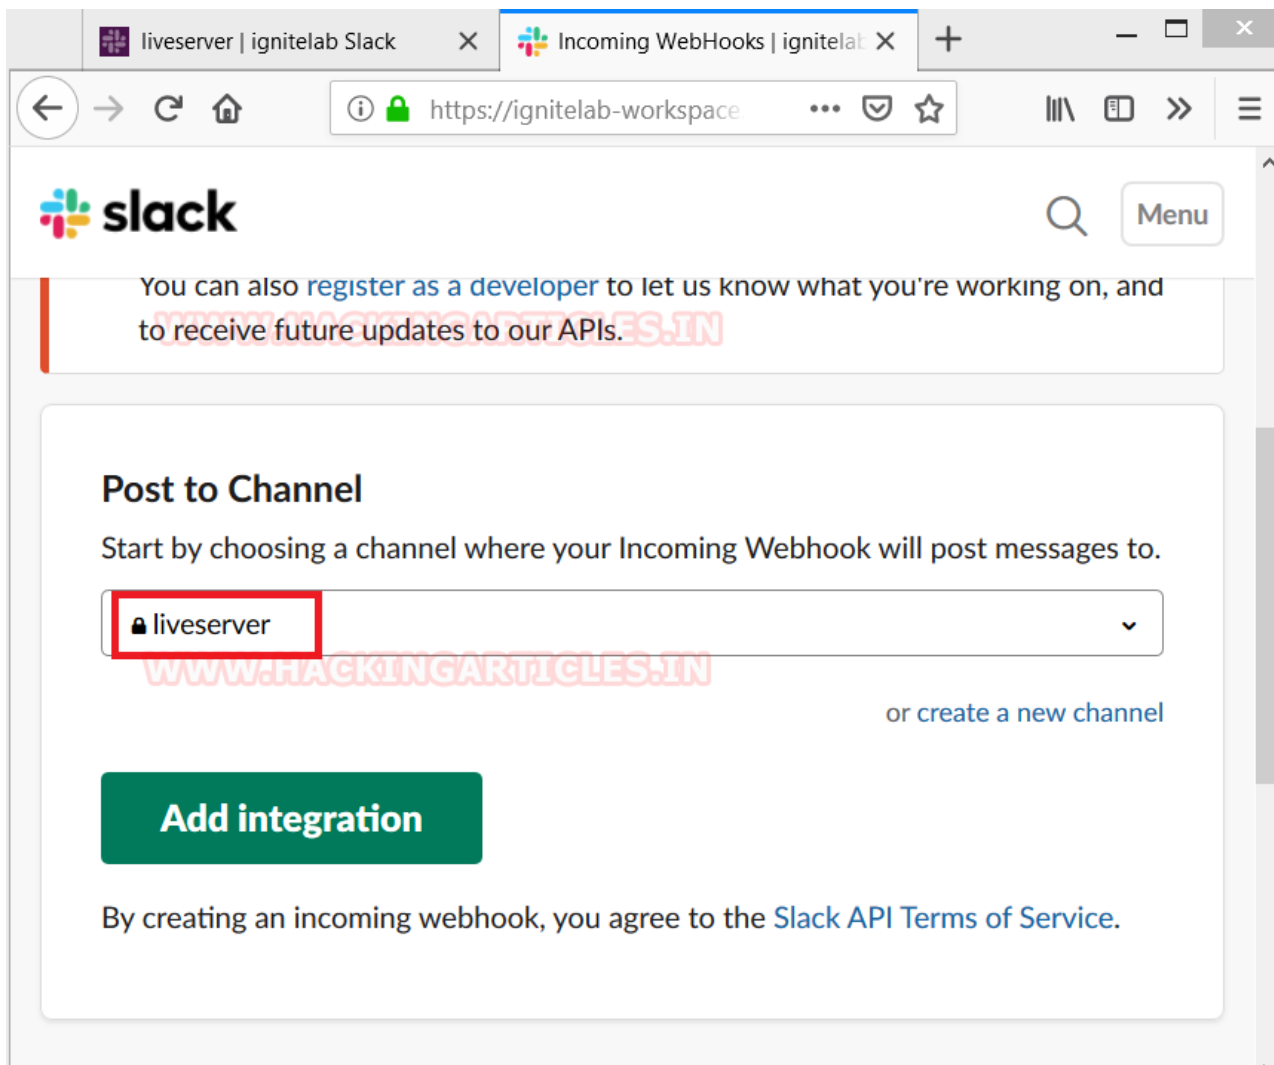 liveserver | ignitelab Slack
Incoming WebHooks | ignitelab
https://ignitelab-workspace
slack
Menu
You can also register as a developer to let us know what you're working on, and
to receive future updates to our APIs.
WWW.HACKINGARTICLES.IN
Post to Channel
Start by choosing a channel where your Incoming Webhook will post messages to.
liveserver
WWW.HACKINGARTICLES.IN
or create a new channel
Add integration
By creating an incoming webhook, you agree to the Slack API Terms of Service.